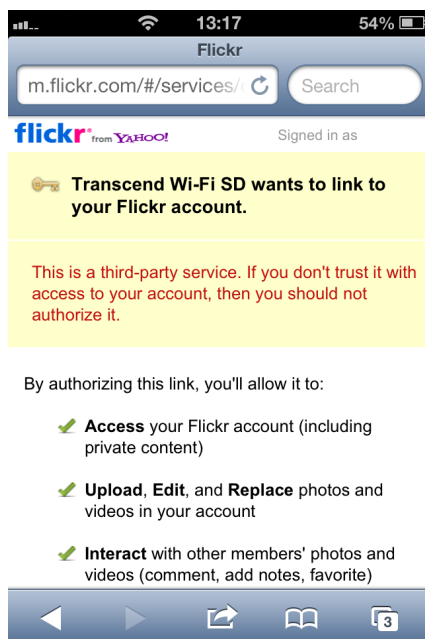 13:17 54%
Flickr
m.flickr.com/#/services/ Search
flickr from YAHOO! Signed in as
Transcend Wi-Fi SD wants to link to
your Flickr account.
This is a third-party service. If you don't trust it with
access to your account, then you should not
authorize it.
By authorizing this link, you'll allow it to:
Access your Flickr account (including
private content)
Upload, Edit, and Replace photos and
videos in your account
Interact with other members' photos and
videos (comment, add notes, favorite)
3